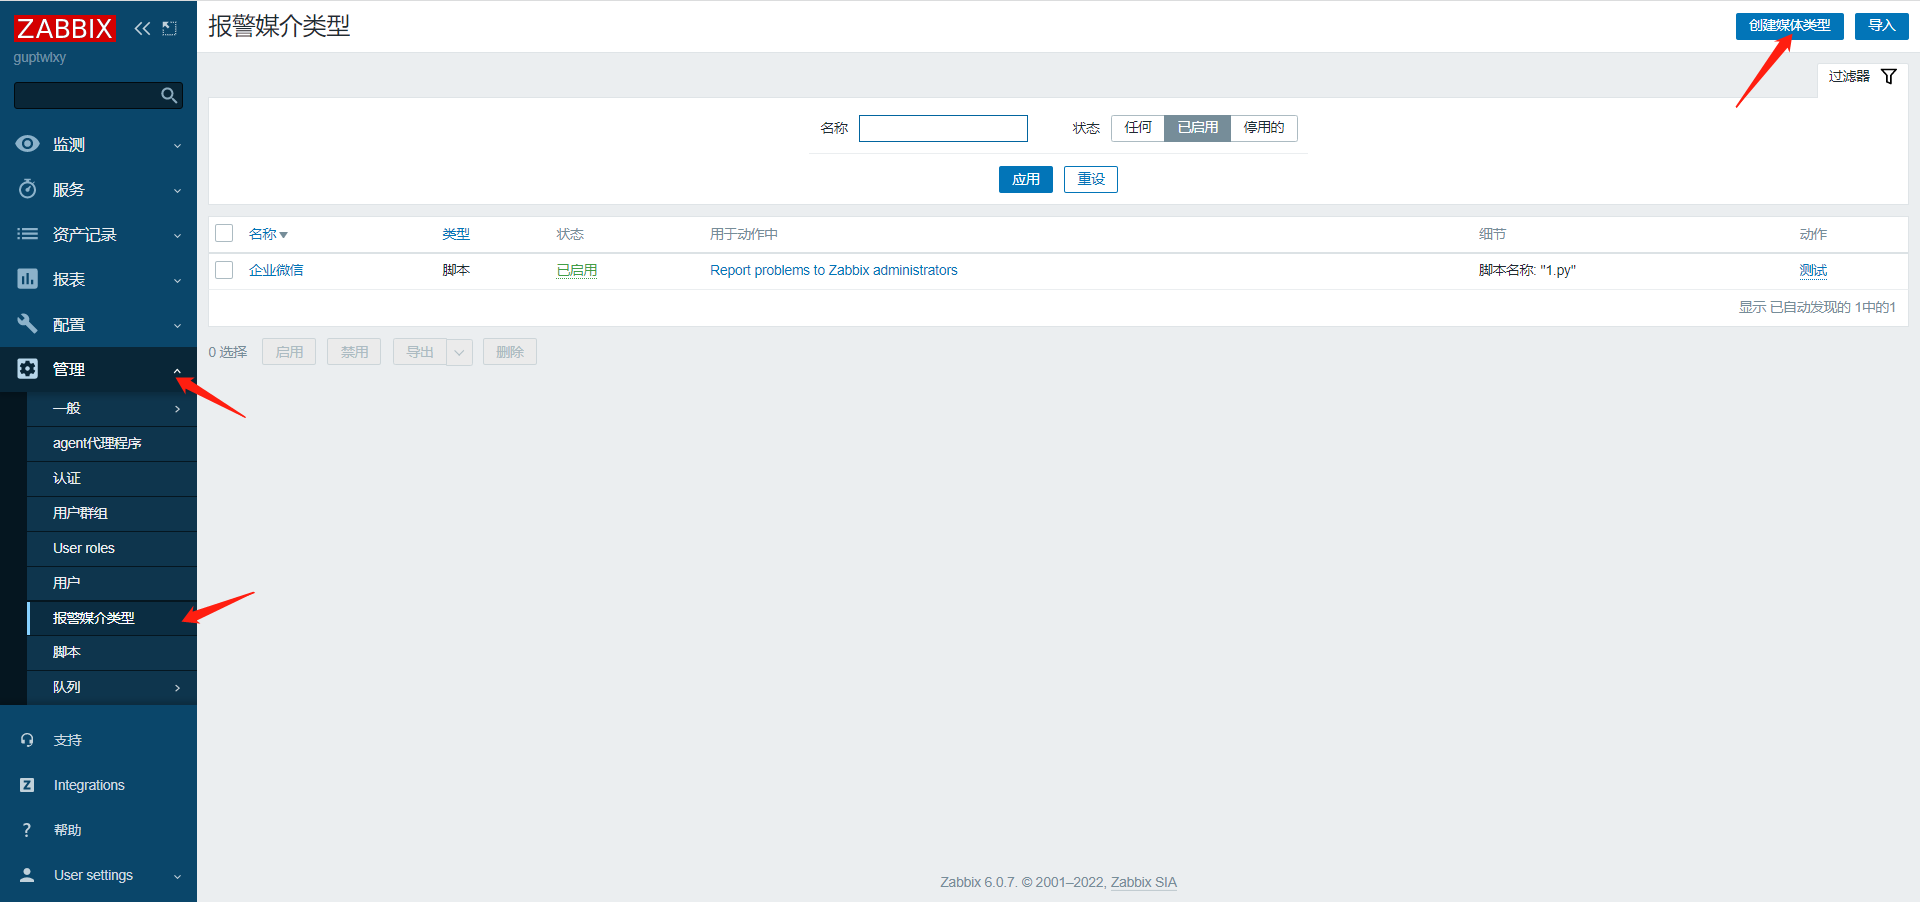 ZABBIX
guptwlxy
监测
服务
资产记录
报表
配置
管理
一般
agent代理程序
认证
用户群组
User roles
用户
报警媒介类型
脚本
队列
支持
Integrations
帮助
User settings
报警媒介类型
创建媒体类型 导入
过滤器
名称 状态 任何 已启用 停用的
应用 重设
名称 类型 状态 用于动作中 细节 动作
企业微信 脚本 已启用 Report problems to Zabbix administrators 脚本名称: "1.py" 测试
显示 已自动发现的 1中的1
0 选择 启用 禁用 导出 删除
Zabbix 6.0.7. © 2001–2022, Zabbix SIA